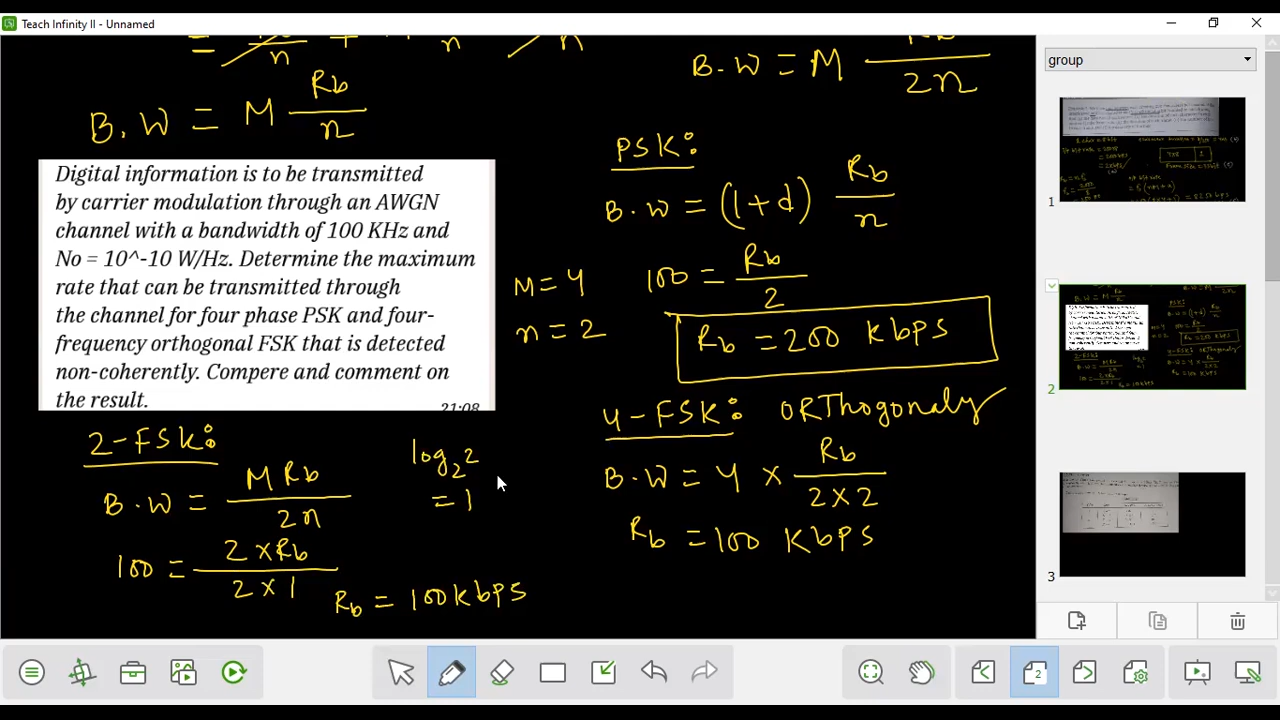 Teach Infinity II - Unnamed
n
n
n
B.W = M Rb
2n
B.W = M Rb
n
group
Digital information is to be transmitted
by carrier modulation through an AWGN
channel with a bandwidth of 100 KHz and
No = 10^-10 W/Hz. Determine the maximum
rate that can be transmitted through
the channel for four phase PSK and four-
frequency orthogonal FSK that is detected
non-coherently. Compere and comment on
the result.
21:08
PSK:
B.W = (1+d) Rb
n
M = 4
n = 2
100 = Rb
2
Rb = 200 Kbps
2-FSK:
B.W = M Rb
2n
100 = 2 × Rb
2 × 1
Rb = 100 Kbps
log₂2
= 1
4-FSK: ORThogonaly
B.W = 4 × Rb
2 × 2
Rb = 100 Kbps
1
2
3
2